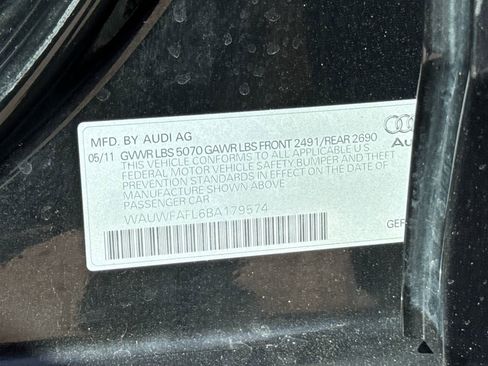 MFD. BY AUDI AG
05/11 GVWR LBS 5070 GAWR LBS FRONT 2491/REAR 2690
THIS VEHICLE CONFORMS TO ALL APPLICABLE U.S.
FEDERAL MOTOR VEHICLE SAFETY BUMPER AND THEFT
PREVENTION STANDARDS IN EFFECT ON THE DATE OF
MANUFACTURE SHOWN ABOVE.
PASSENGER CAR
WAUWFAFL6BA179574